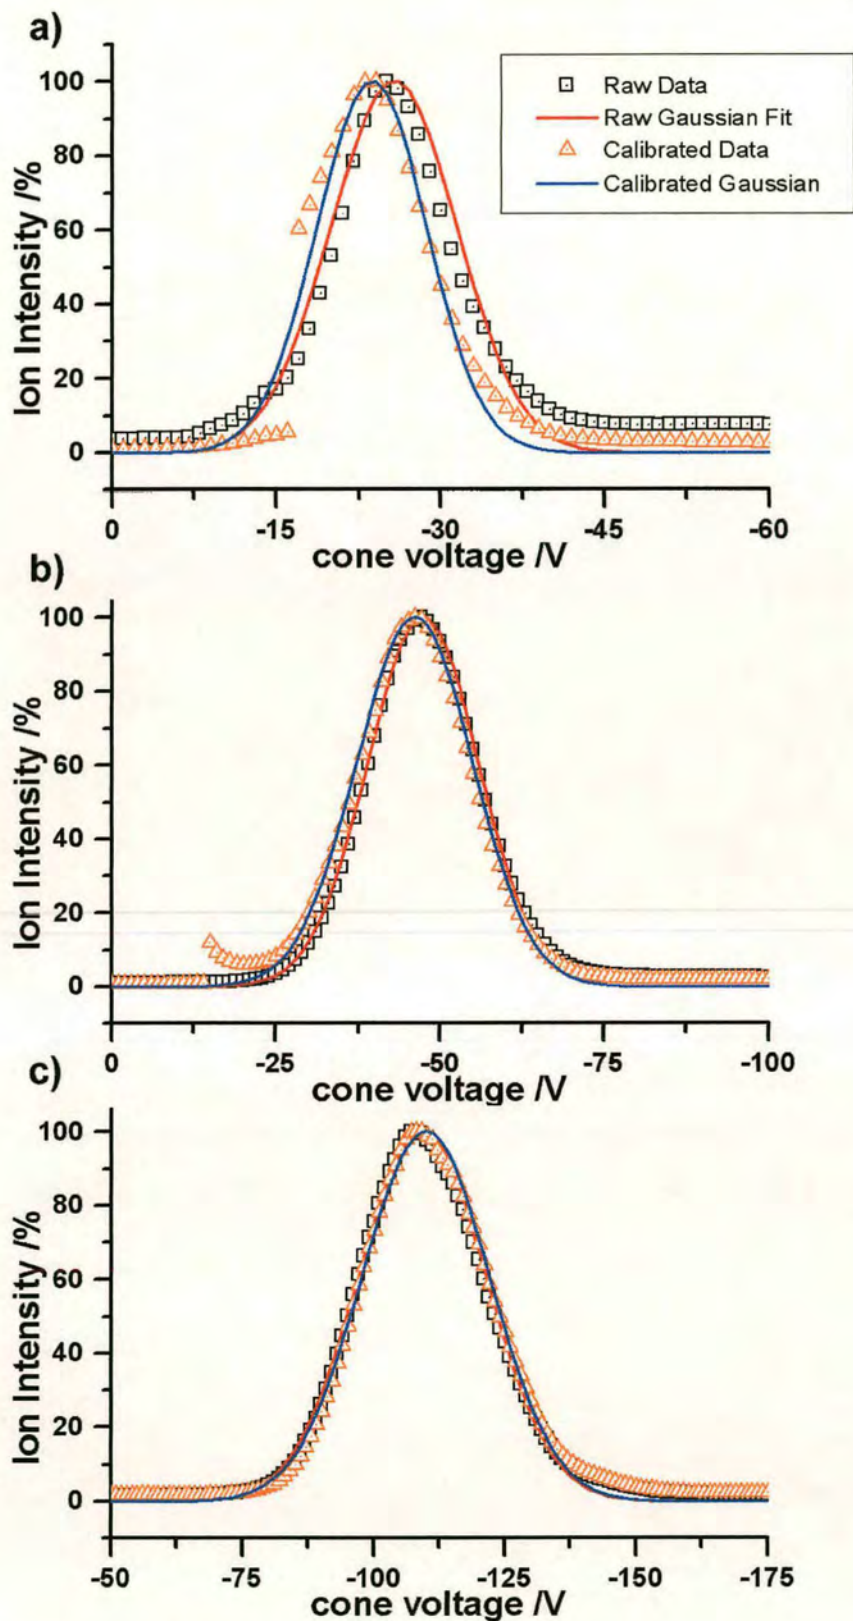 a)
Raw Data
Raw Gaussian Fit
Calibrated Data
Calibrated Gaussian
Ion Intensity /%
100
80
60
40
20
0
0 -15 -30 -45 -60
cone voltage /V
b)
Ion Intensity /%
100
80
60
40
20
0
0 -25 -50 -75 -100
cone voltage /V
c)
Ion Intensity /%
100
80
60
40
20
0
-50 -75 -100 -125 -150 -175
cone voltage /V